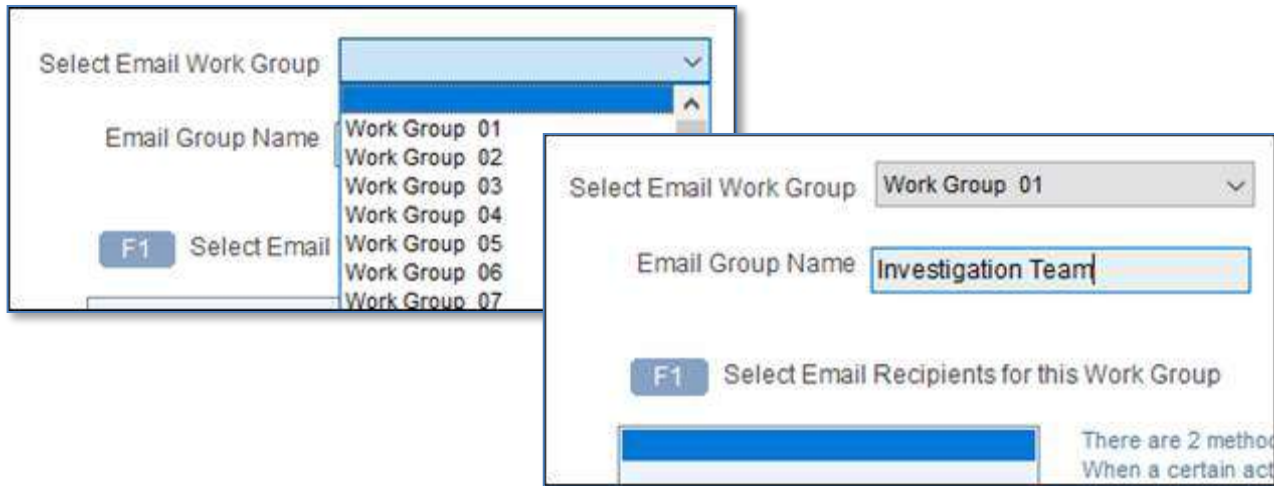 Select Email Work Group
Email Group Name
Work Group 01
Work Group 02
Work Group 03
Work Group 04
Work Group 05
Work Group 06
Work Group 07
F1 Select Email
Select Email Work Group Work Group 01
Email Group Name Investigation Team
F1 Select Email Recipients for this Work Group
There are 2
When a certain